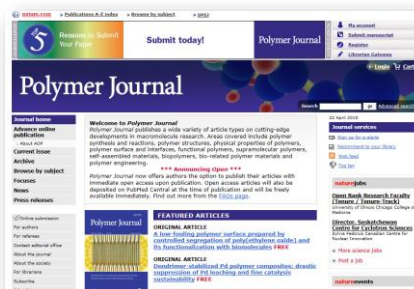 nature.com
Publications A-Z index
Browse by subject
5
Reasons to Submit
Your Paper
Submit today!
Polymer Journal
My account
Submit manuscript
Register
Librarian Gateway
Polymer Journal
Login
Cart
Search
go
Advanced search
Journal home
Advance online
publication
About AOP
Current issue
Archive
Browse by subject
Focuses
News
Press releases
Online submission
For authors
For referees
Contact editorial office
About the journal
About the society
For librarians
Subscribe
Welcome to Polymer Journal
Polymer Journal publishes a wide variety of article types on cutting-edge
developments in macromolecule research. Areas covered include polymer
synthesis and reactions, polymer structures, physical properties of polymers,
polymer surface and interfaces, functional polymers, supramolecular polymers,
self-assembled materials, biopolymers, bio-related polymer materials and
polymer engineering.
*** Announcing Open ***
Polymer Journal now offers authors the option to publish their articles with
immediate open access upon publication. Open access articles will also be
deposited on PubMed Central at the time of publication and will be freely
available immediately. Find out more from the FAQs page.
Polymer Journal
FEATURED ARTICLES
ORIGINAL ARTICLE
A low-fouling polymer surface prepared by
controlled segregation of poly(ethylene oxide) and
its functionalization with biomolecules FREE
ORIGINAL ARTICLE
Dendrimer-stabilized Pd polymer composites: drastic
suppression of Pd leaching and fine catalysis
sustainability FREE
22 April 2015
Journal services
Sign up for e-alerts
Recommend to your library
Web feed
Top ten
naturejobs
Open Rank Research Faculty
(Tenure / Tenure-Track)
University of Illinois Chicago College of
Medicine
Director, Saskatchewan
Centre for Cyclotron Sciences
Sylvia Fedoruk Canadian Centre for
Nuclear Innovation
More science jobs
Post a job
natureevents